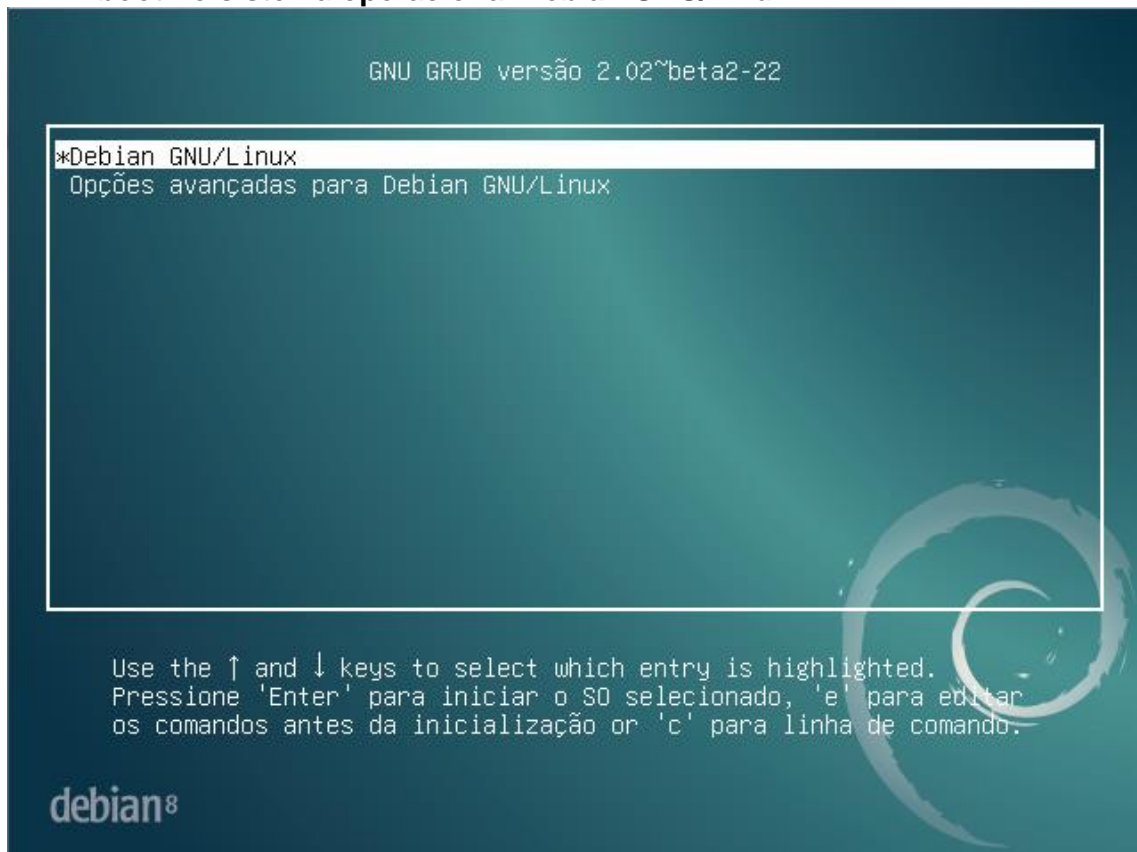 GNU GRUB versão 2.02~beta2-22
*Debian GNU/Linux
Opções avançadas para Debian GNU/Linux
Use the ↑ and ↓ keys to select which entry is highlighted.
Pressione 'Enter' para iniciar o SO selecionado, 'e' para editar
os comandos antes da inicialização or 'c' para linha de comando.
debian 8